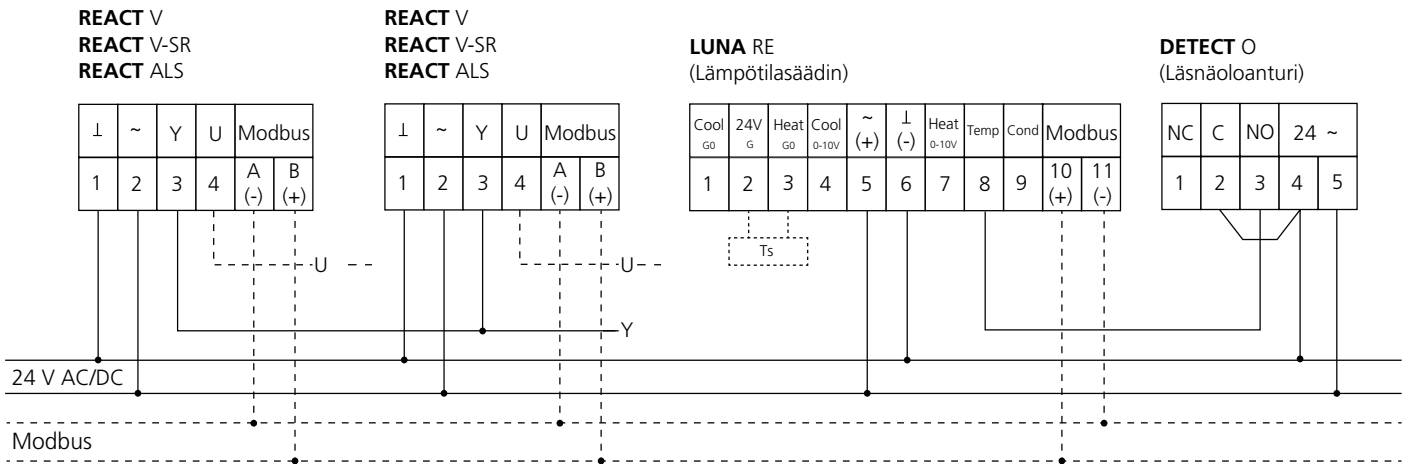 REACT V
REACT V-SR
REACT ALS
⊥ ~ Y U Modbus
1 2 3 4 A (-) B (+)
U
REACT V
REACT V-SR
REACT ALS
⊥ ~ Y U Modbus
1 2 3 4 A (-) B (+)
U
Y
LUNA RE
(Lämpötilasäädin)
Cool G0 24V G Heat G0 Cool 0-10V ~ (+) ⊥ (-) Heat 0-10V Temp Cond Modbus
1 2 3 4 5 6 7 8 9 10 (+) 11 (-)
Ts
DETECT O
(Läsnäoloanturi)
NC C NO 24 ~
1 2 3 4 5
24 V AC/DC
Modbus